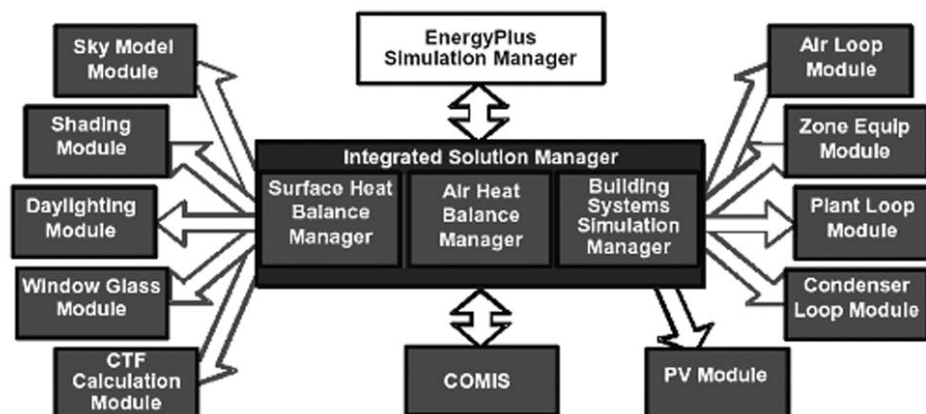 EnergyPlus
Simulation Manager
Sky Model
Module
Shading
Module
Daylighting
Module
Window Glass
Module
CTF
Calculation
Module
Integrated Solution Manager
Surface Heat
Balance
Manager
Air Heat
Balance
Manager
Building
Systems
Simulation
Manager
COMIS
PV Module
Air Loop
Module
Zone Equip
Module
Plant Loop
Module
Condenser
Loop Module